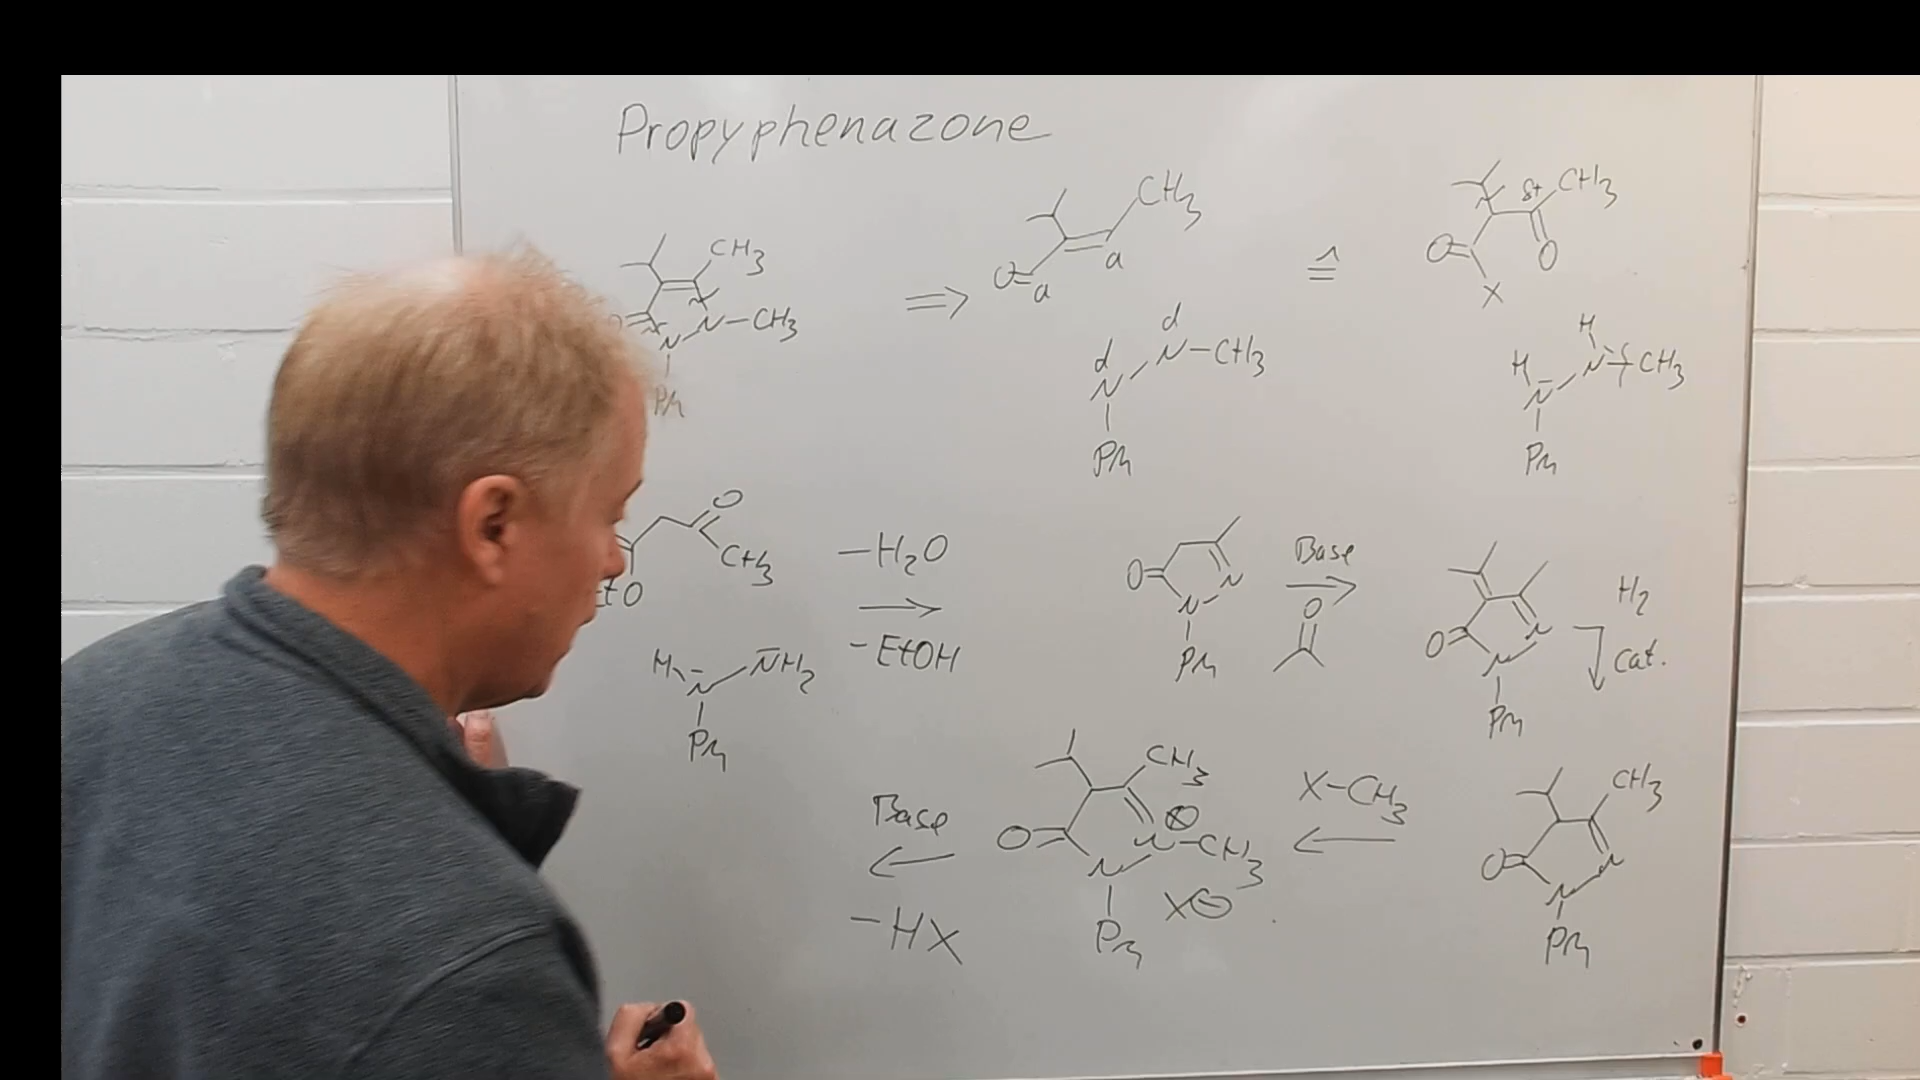 Propyphenazone
CH3
N-CH3
N
Ph
⇒
CH3
O= a
a
d
d
N
N-CH3
Ph
≙
δ+ CH3
O=
O
X
H
H
N
N
CH3
Ph
O
CH3
EtO
H
N
NH2
Ph
-H2O
-EtOH
O=
N
N
Ph
Base
O
O=
N
N
Ph
H2
Cat.
CH3
O=
N
N
Ph
X-CH3
CH3
O=
⊕
N
N-CH3
Ph
X⊖
Base
-HX